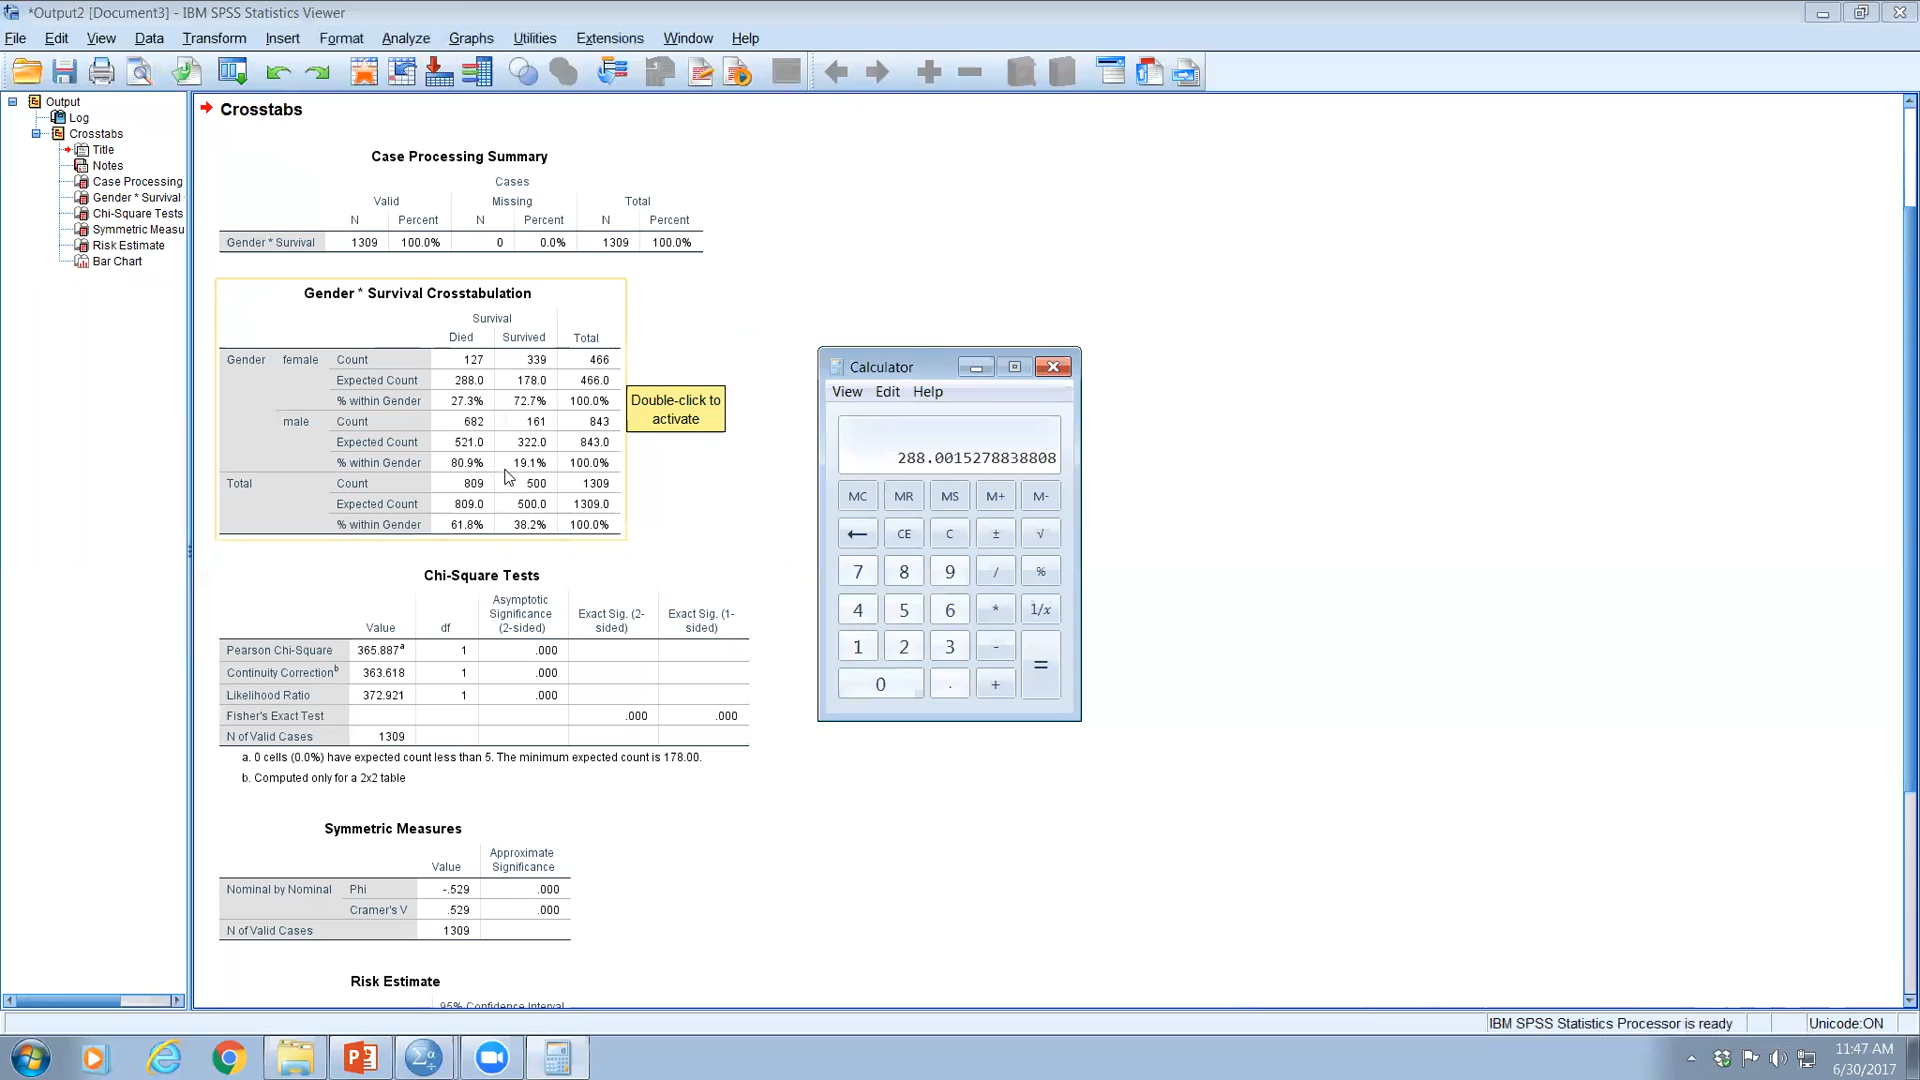 *Output2 [Document3] - IBM SPSS Statistics Viewer
File Edit View Data Transform Insert Format Analyze Graphs Utilities Extensions Window Help
Output
Log
Crosstabs
Title
Notes
Case Processing
Gender * Survival
Chi-Square Tests
Symmetric Measu
Risk Estimate
Bar Chart
Crosstabs
Case Processing Summary
Cases
Valid Missing Total
N Percent N Percent N Percent
Gender * Survival 1309 100.0% 0 0.0% 1309 100.0%
Gender * Survival Crosstabulation
Survival
Died Survived Total
Gender female Count 127 339 466
Expected Count 288.0 178.0 466.0
% within Gender 27.3% 72.7% 100.0%
male Count 682 161 843
Expected Count 521.0 322.0 843.0
% within Gender 80.9% 19.1% 100.0%
Total Count 809 500 1309
Expected Count 809.0 500.0 1309.0
% within Gender 61.8% 38.2% 100.0%
Double-click to
activate
Chi-Square Tests
Value df Asymptotic Significance (2-sided) Exact Sig. (2-sided) Exact Sig. (1-sided)
Pearson Chi-Square 365.887a 1 .000
Continuity Correctionb 363.618 1 .000
Likelihood Ratio 372.921 1 .000
Fisher's Exact Test .000 .000
N of Valid Cases 1309
a. 0 cells (0.0%) have expected count less than 5. The minimum expected count is 178.00.
b. Computed only for a 2x2 table
Symmetric Measures
Value Approximate Significance
Nominal by Nominal Phi -.529 .000
Cramer's V .529 .000
N of Valid Cases 1309
Risk Estimate
95% Confidence Interval
Calculator
View Edit Help
288.0015278838808
MC MR MS M+ M-
← CE C ± √
7 8 9 / %
4 5 6 * 1/x
1 2 3 - =
0 . +
IBM SPSS Statistics Processor is ready Unicode:ON
11:47 AM
6/30/2017